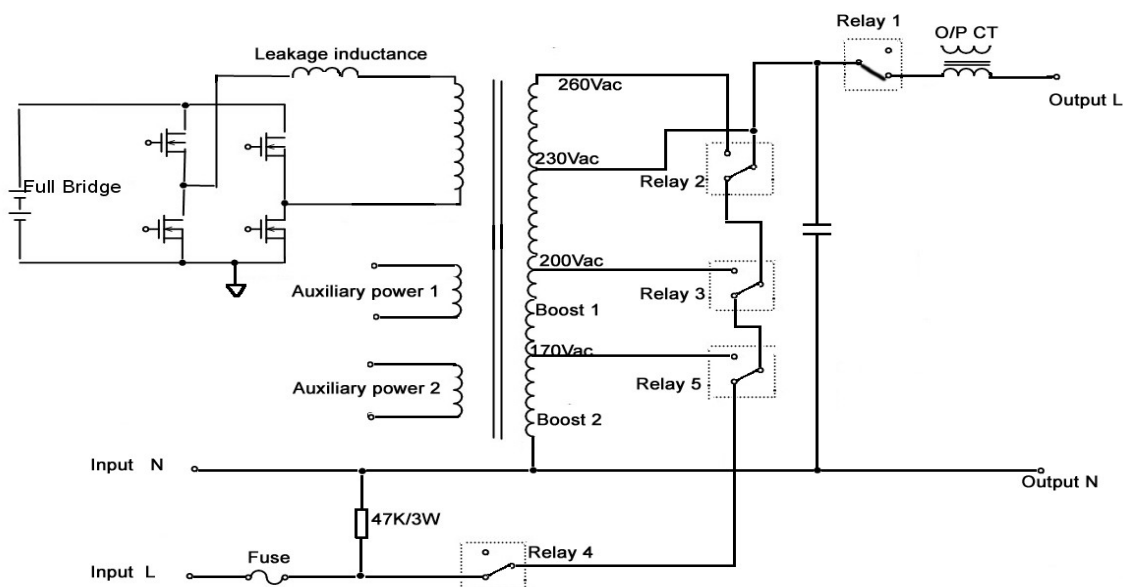 Relay 1
O/P CT
Leakage inductance
260Vac
Output L
230Vac
Relay 2
Full Bridge
200Vac
Relay 3
Auxiliary power 1
Boost 1
170Vac
Relay 5
Auxiliary power 2
Boost 2
Input N
Output N
47K/3W
Relay 4
Fuse
Input L